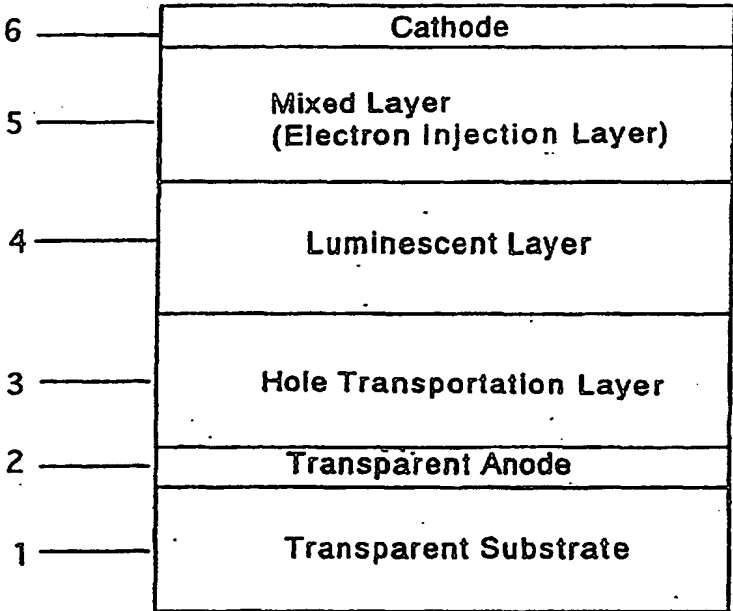 6 Cathode
5 Mixed Layer
(Electron Injection Layer)
4 Luminescent Layer
3 Hole Transportation Layer
2 Transparent Anode
1 Transparent Substrate